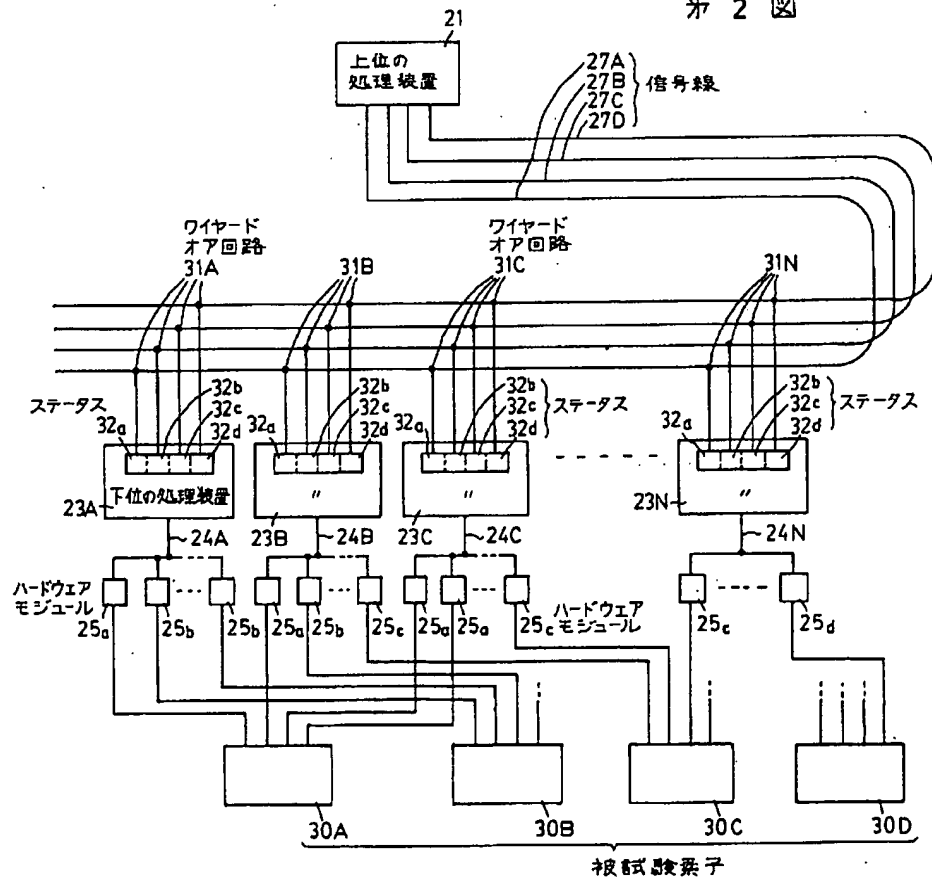 第 2 図
21
上位の
処理装置
27A
27B
27C
27D
信号線
ワイヤード
オア回路
31A
31B
ワイヤード
オア回路
31C
31N
ステータス
32a
32b
32c
32d
32a
32b
32c
32d
32a
32b
32c
32d
ステータス
32a
32b
32c
32d
ステータス
下位の処理装置
〃
〃
〃
23A
23B
23C
23N
24A
24B
24C
24N
ハードウェア
モジュール
25a
25b
25b
25a
25b
25c
25a
25a
25c
ハードウェア
モジュール
25c
25d
30A
30B
30C
30D
被試験素子